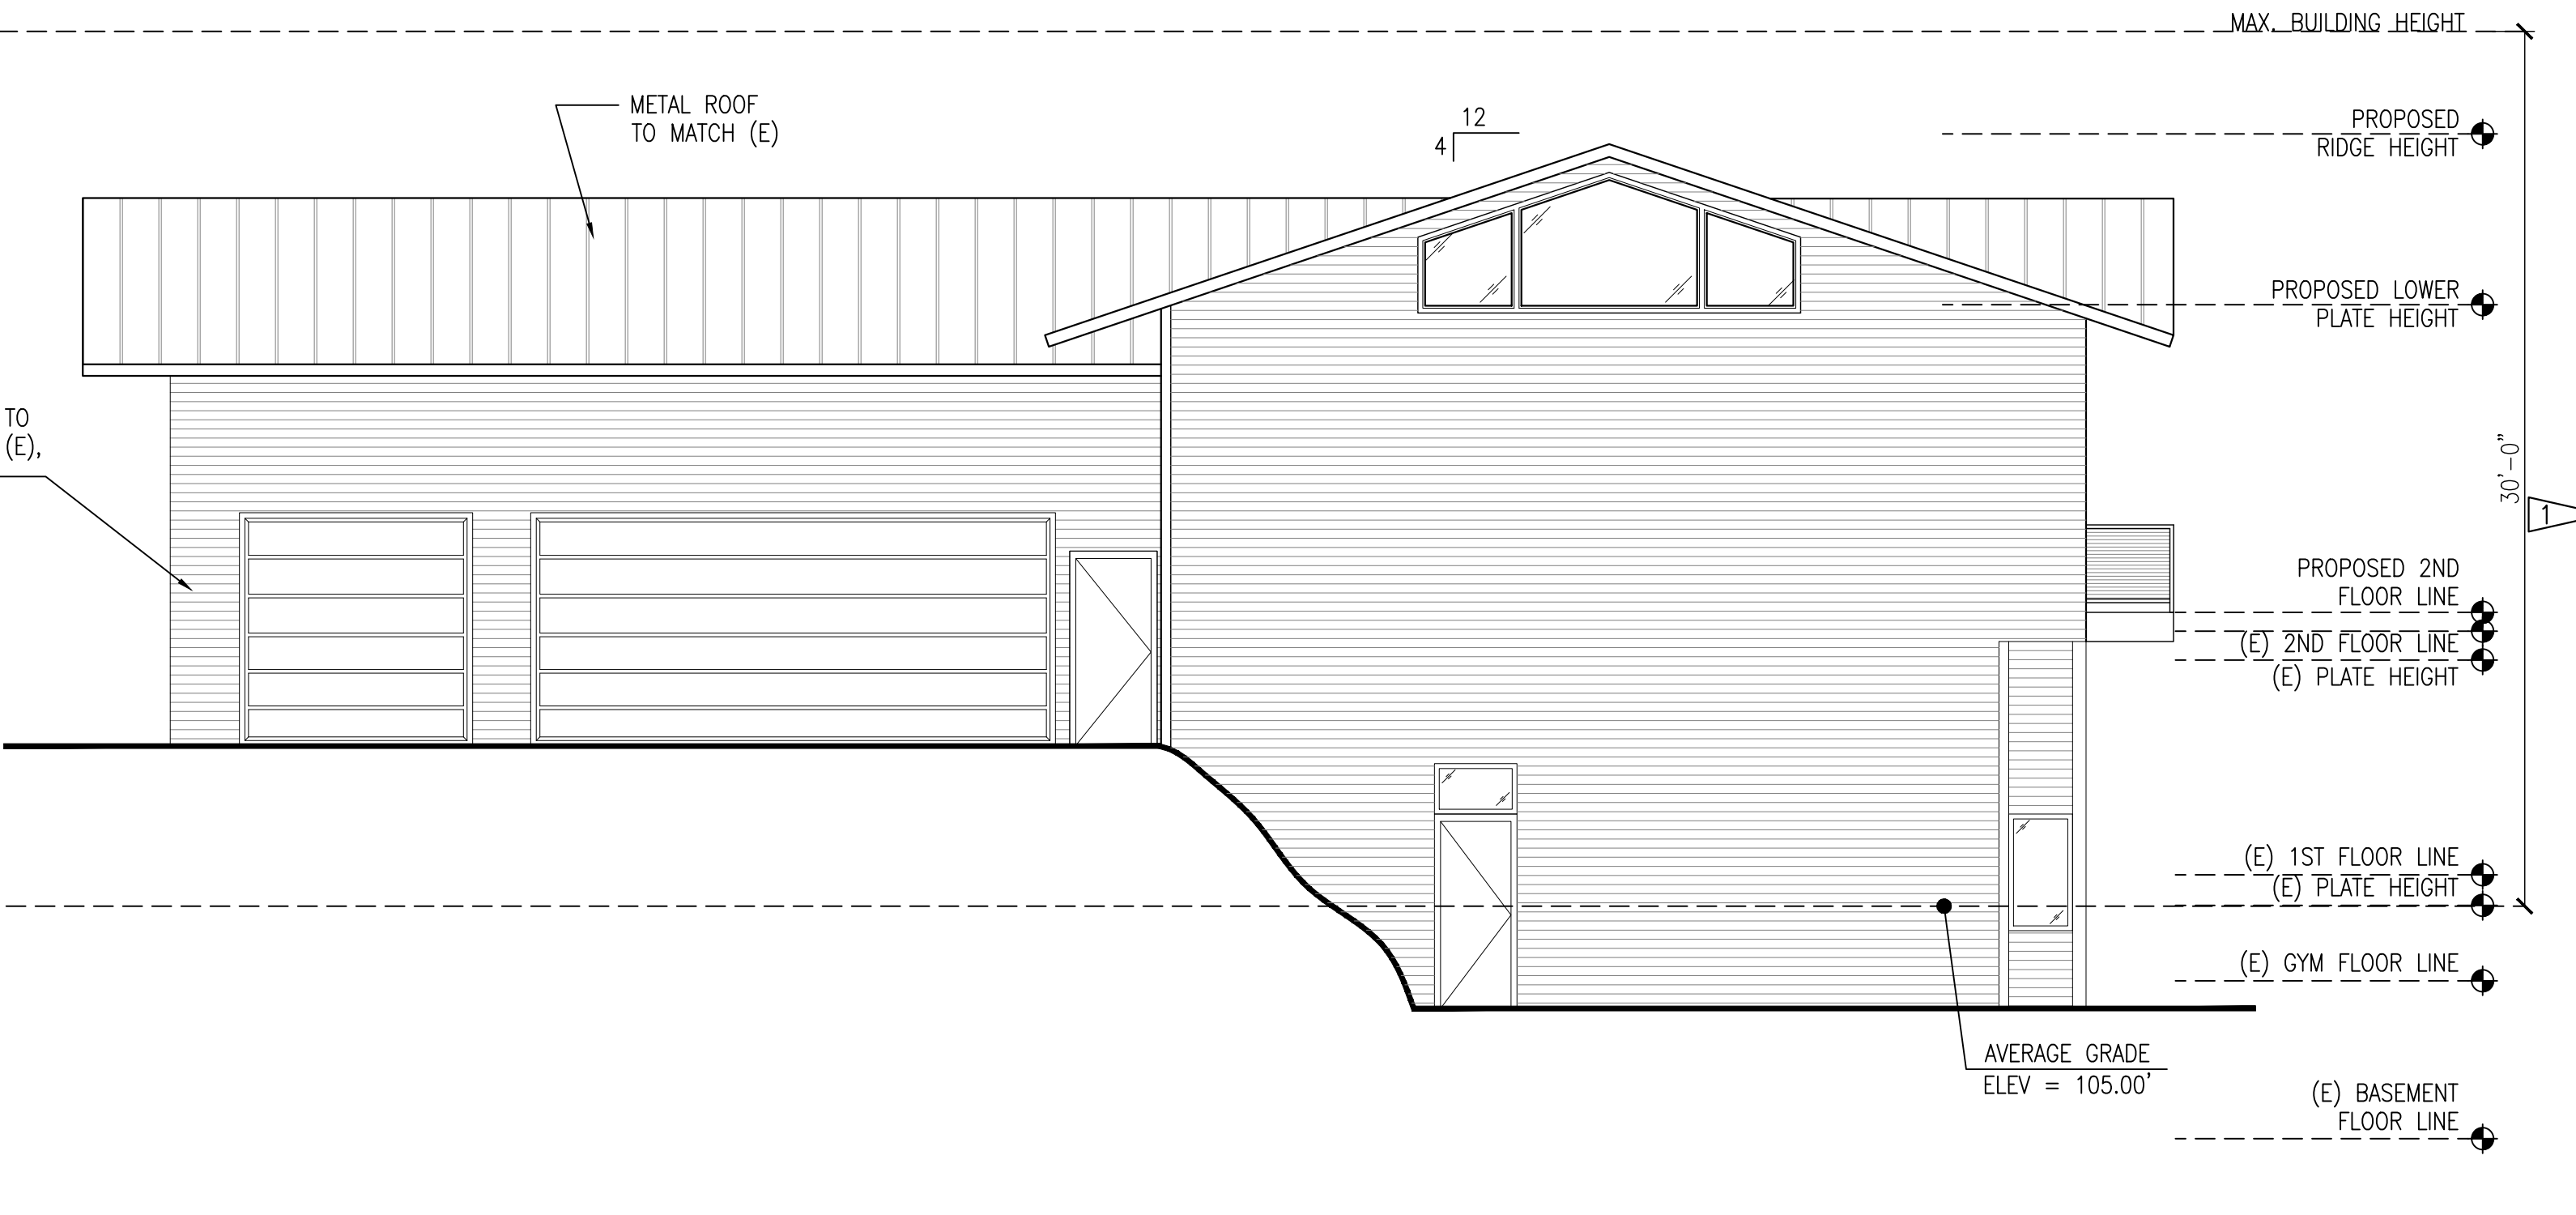 MAX. BUILDING HEIGHT
METAL ROOF
TO MATCH (E)
12
4
PROPOSED
RIDGE HEIGHT
PROPOSED LOWER
PLATE HEIGHT
TO
(E),
30'-0"
1
PROPOSED 2ND
FLOOR LINE
(E) 2ND FLOOR LINE
(E) PLATE HEIGHT
(E) 1ST FLOOR LINE
(E) PLATE HEIGHT
(E) GYM FLOOR LINE
AVERAGE GRADE
ELEV = 105.00'
(E) BASEMENT
FLOOR LINE